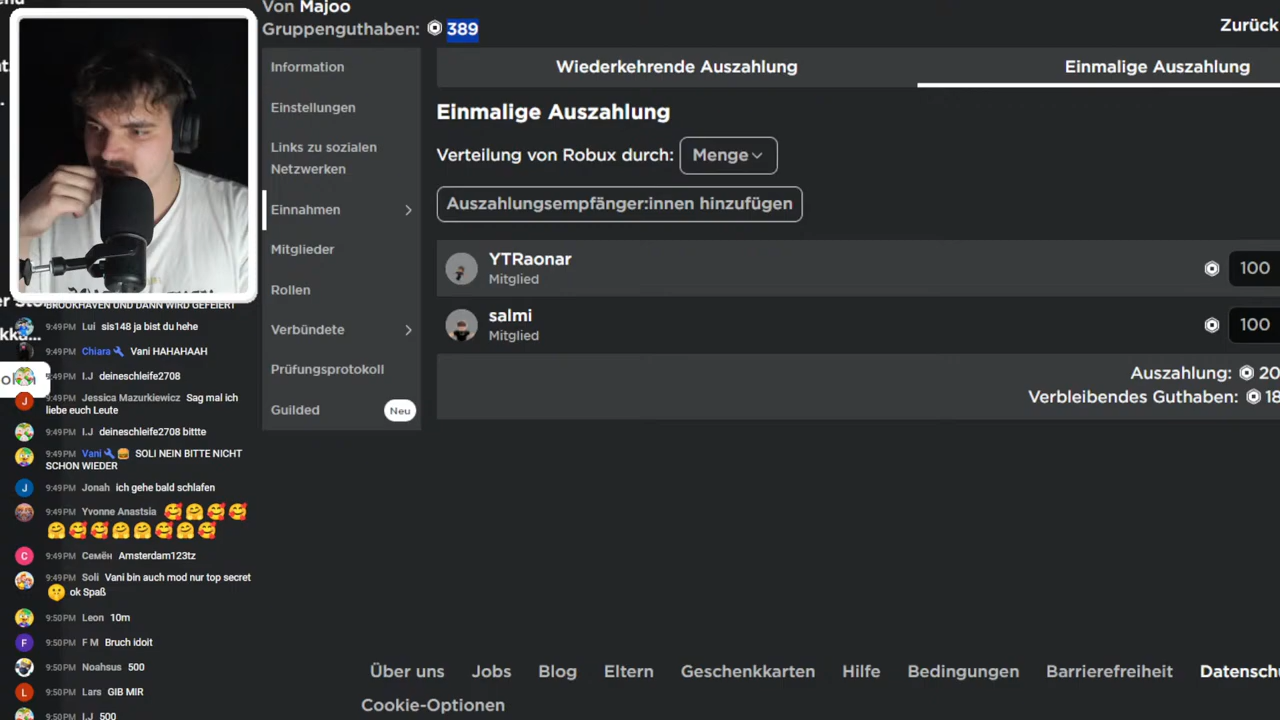 Von Majoo
Gruppenguthaben: 389
Zurück
Information
Einstellungen
Links zu sozialen
Netzwerken
Einnahmen
Mitglieder
Rollen
Verbündete
Prüfungsprotokoll
Guilded Neu
Wiederkehrende Auszahlung
Einmalige Auszahlung
Einmalige Auszahlung
Verteilung von Robux durch: Menge
Auszahlungsempfänger:innen hinzufügen
YTRaonar
Mitglied
100
salmi
Mitglied
100
Auszahlung: 20
Verbleibendes Guthaben: 18
BROOKHAVEN UND DANN WIRD GEFEIERT
9:49PM Lui sis148 ja bist du hehe
9:49PM Chiara Vani HAHAHAAH
9:49PM I.J deineschleife2708
9:49PM Jessica Mazurkiewicz Sag mal ich
liebe euch Leute
9:49PM I.J deineschleife2708 bittte
9:49PM Vani SOLI NEIN BITTE NICHT
SCHON WIEDER
9:49PM Jonah ich gehe bald schlafen
9:49PM Yvonne Anastsia
9:49PM Семён Amsterdam123tz
9:49PM Soli Vani bin auch mod nur top secret
ok Spaß
9:50PM Leon 10m
9:50PM F M Bruch idoit
9:50PM Noahsus 500
9:50PM Lars GIB MIR
9:50PM I.J 500
Über uns Jobs Blog Eltern Geschenkkarten Hilfe Bedingungen Barrierefreiheit Datensch
Cookie-Optionen